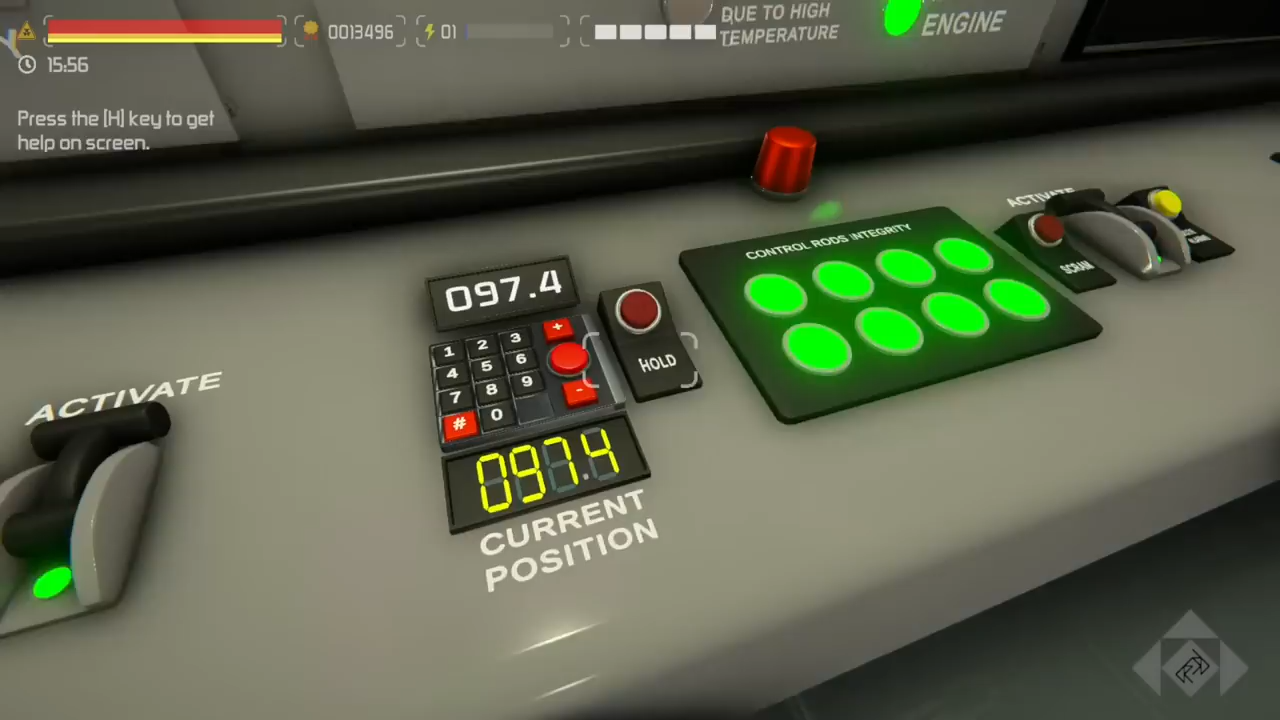 0013496
01
DUE TO HIGH
TEMPERATURE
ENGINE
15:56
Press the [H] key to get
help on screen.
ACTIVATE
SCRAM
CONTROL RODS INTEGRITY
097.4
HOLD
1 2 3 +
4 5 6
7 8 9 -
# 0
097.4
CURRENT
POSITION
ACTIVATE